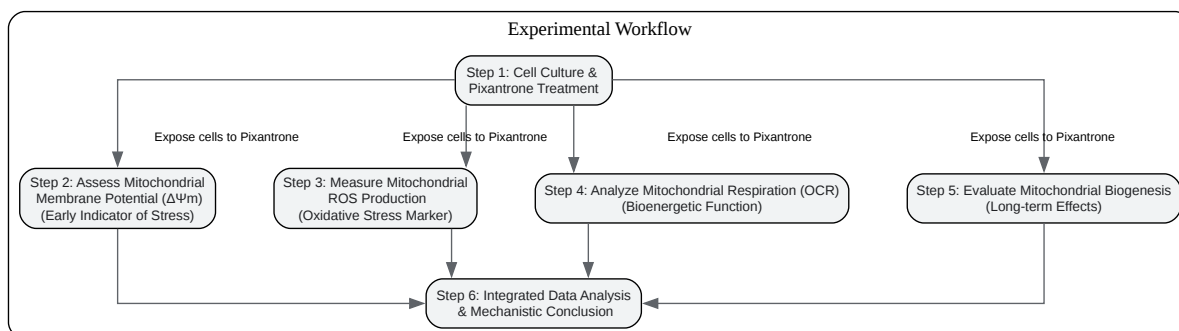 Experimental Workflow
Step 1: Cell Culture &
Pixantrone Treatment
Expose cells to Pixantrone
Expose cells to Pixantrone
Expose cells to Pixantrone
Expose cells to Pixantrone
Step 2: Assess Mitochondrial
Membrane Potential (ΔΨm)
(Early Indicator of Stress)
Step 3: Measure Mitochondrial
ROS Production
(Oxidative Stress Marker)
Step 4: Analyze Mitochondrial Respiration (OCR)
(Bioenergetic Function)
Step 5: Evaluate Mitochondrial Biogenesis
(Long-term Effects)
Step 6: Integrated Data Analysis
& Mechanistic Conclusion